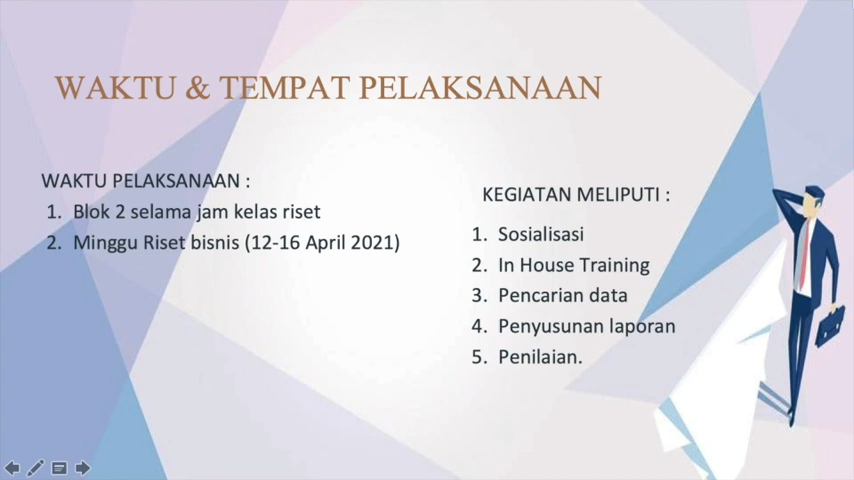 WAKTU & TEMPAT PELAKSANAAN
WAKTU PELAKSANAAN :
1. Blok 2 selama jam kelas riset
2. Minggu Riset bisnis (12-16 April 2021)
KEGIATAN MELIPUTI :
1. Sosialisasi
2. In House Training
3. Pencarian data
4. Penyusunan laporan
5. Penilaian.